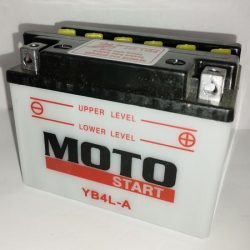 UPPER LEVEL
LOWER LEVEL
MOTO
START
YB4L-A